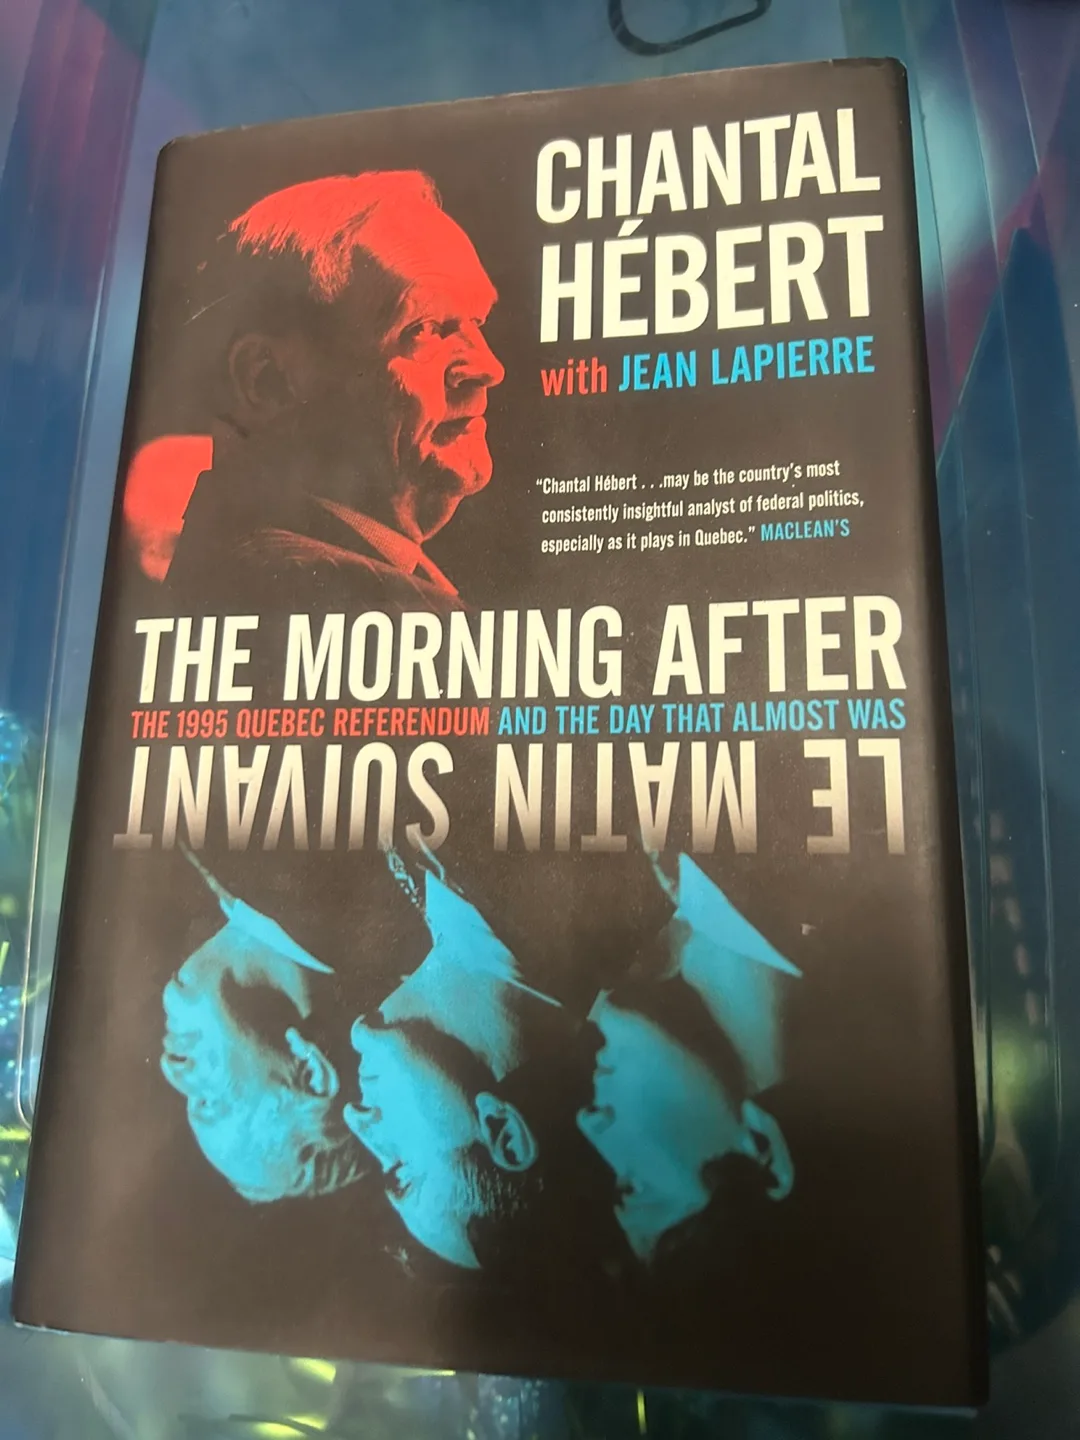 CHANTAL
HÉBERT
with JEAN LAPIERRE
“Chantal Hébert . . .may be the country’s most
consistently insightful analyst of federal politics,
especially as it plays in Quebec.” MACLEAN’S
THE MORNING AFTER
THE 1995 QUEBEC REFERENDUM AND THE DAY THAT ALMOST WAS
LE MATIN SUIVANT